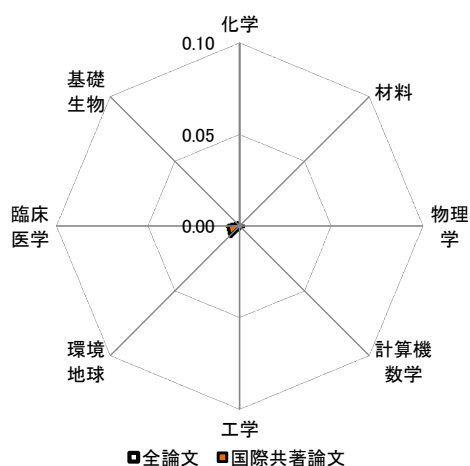 化学
0.10
基礎
生物
材料
0.05
臨床
医学
0.00
物理
学
環境
地球
計算機
数学
工学
全論文 国際共著論文